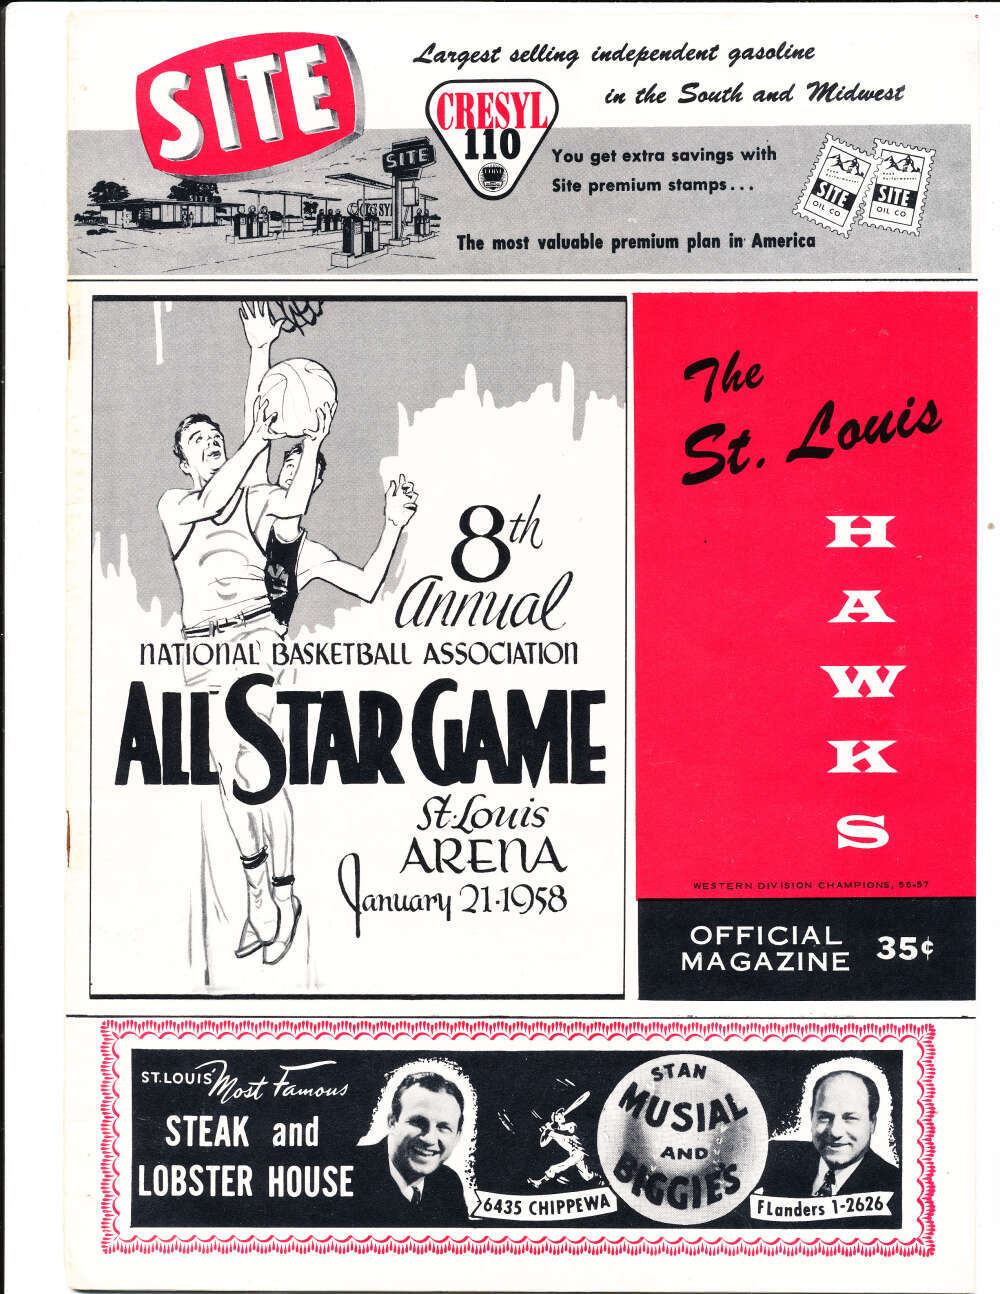 SITE
Largest selling independent gasoline
in the South and Midwest
CRESYL
110
SITE
You get extra savings with
Site premium stamps...
The most valuable premium plan in America
SITE
OIL CO
SITE
OIL CO
8th
Annual
NATIONAL BASKETBALL ASSOCIATION
ALL STAR GAME
St. Louis
ARENA
January 21·1958
The
St. Louis
H
A
W
K
S
WESTERN DIVISION CHAMPIONS, 56-57
OFFICIAL
MAGAZINE
35¢
ST. LOUIS' Most Famous
STEAK and
LOBSTER HOUSE
6435 CHIPPEWA
STAN
MUSIAL
AND
BIGGIE'S
FLanders 1-2626